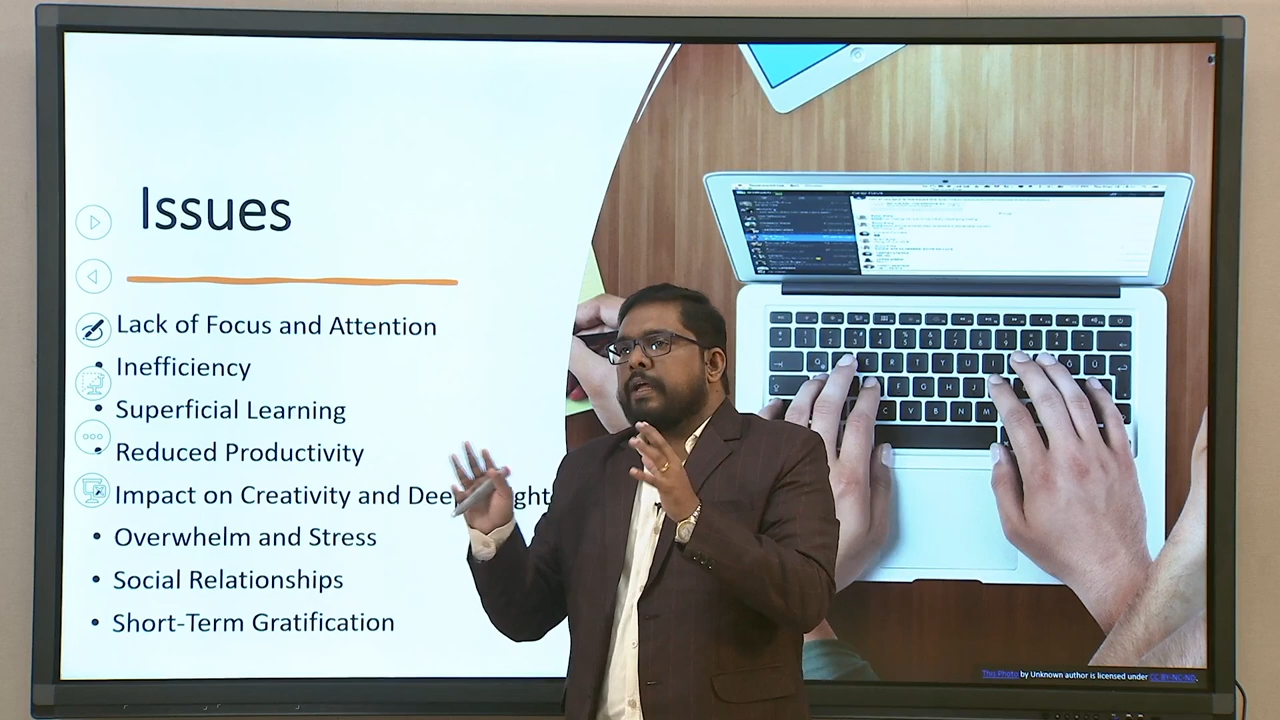 Issues
Lack of Focus and Attention
Inefficiency
Superficial Learning
Reduced Productivity
Impact on Creativity and Deep
Overwhelm and Stress
Social Relationships
Short-Term Gratification
This Photo by Unknown author is licensed under CC BY-NC-ND.